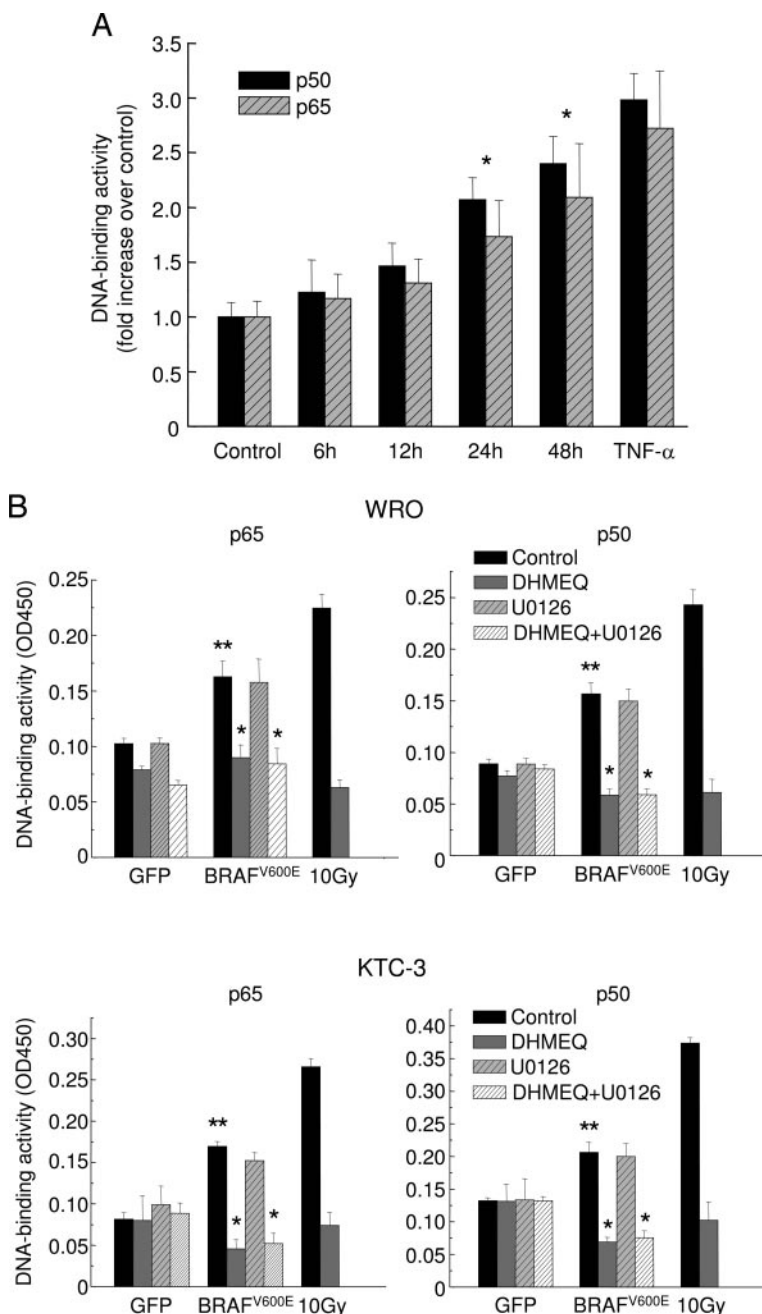 A
3.5
3.0
2.5
2.0
1.5
1.0
0.5
0
DNA-binding activity
(fold increase over control)
p50
p65
*
*
Control 6h 12h 24h 48h TNF-α
B
WRO
p65
DNA-binding activity (OD450)
0.25
0.20
0.15
0.10
0.05
0
**
*
*
GFP BRAFV600E 10Gy
p50
Control
DHMEQ
U0126
DHMEQ+U0126
0.25
0.20
0.15
0.10
0.05
0
**
*
*
GFP BRAFV600E 10Gy
KTC-3
p65
DNA-binding activity (OD450)
0.30
0.25
0.20
0.15
0.10
0.05
0
**
*
*
GFP BRAFV600E 10Gy
p50
Control
DHMEQ
U0126
DHMEQ+U0126
0.40
0.35
0.30
0.25
0.20
0.15
0.10
0.05
0
**
*
*
GFP BRAFV600E 10Gy